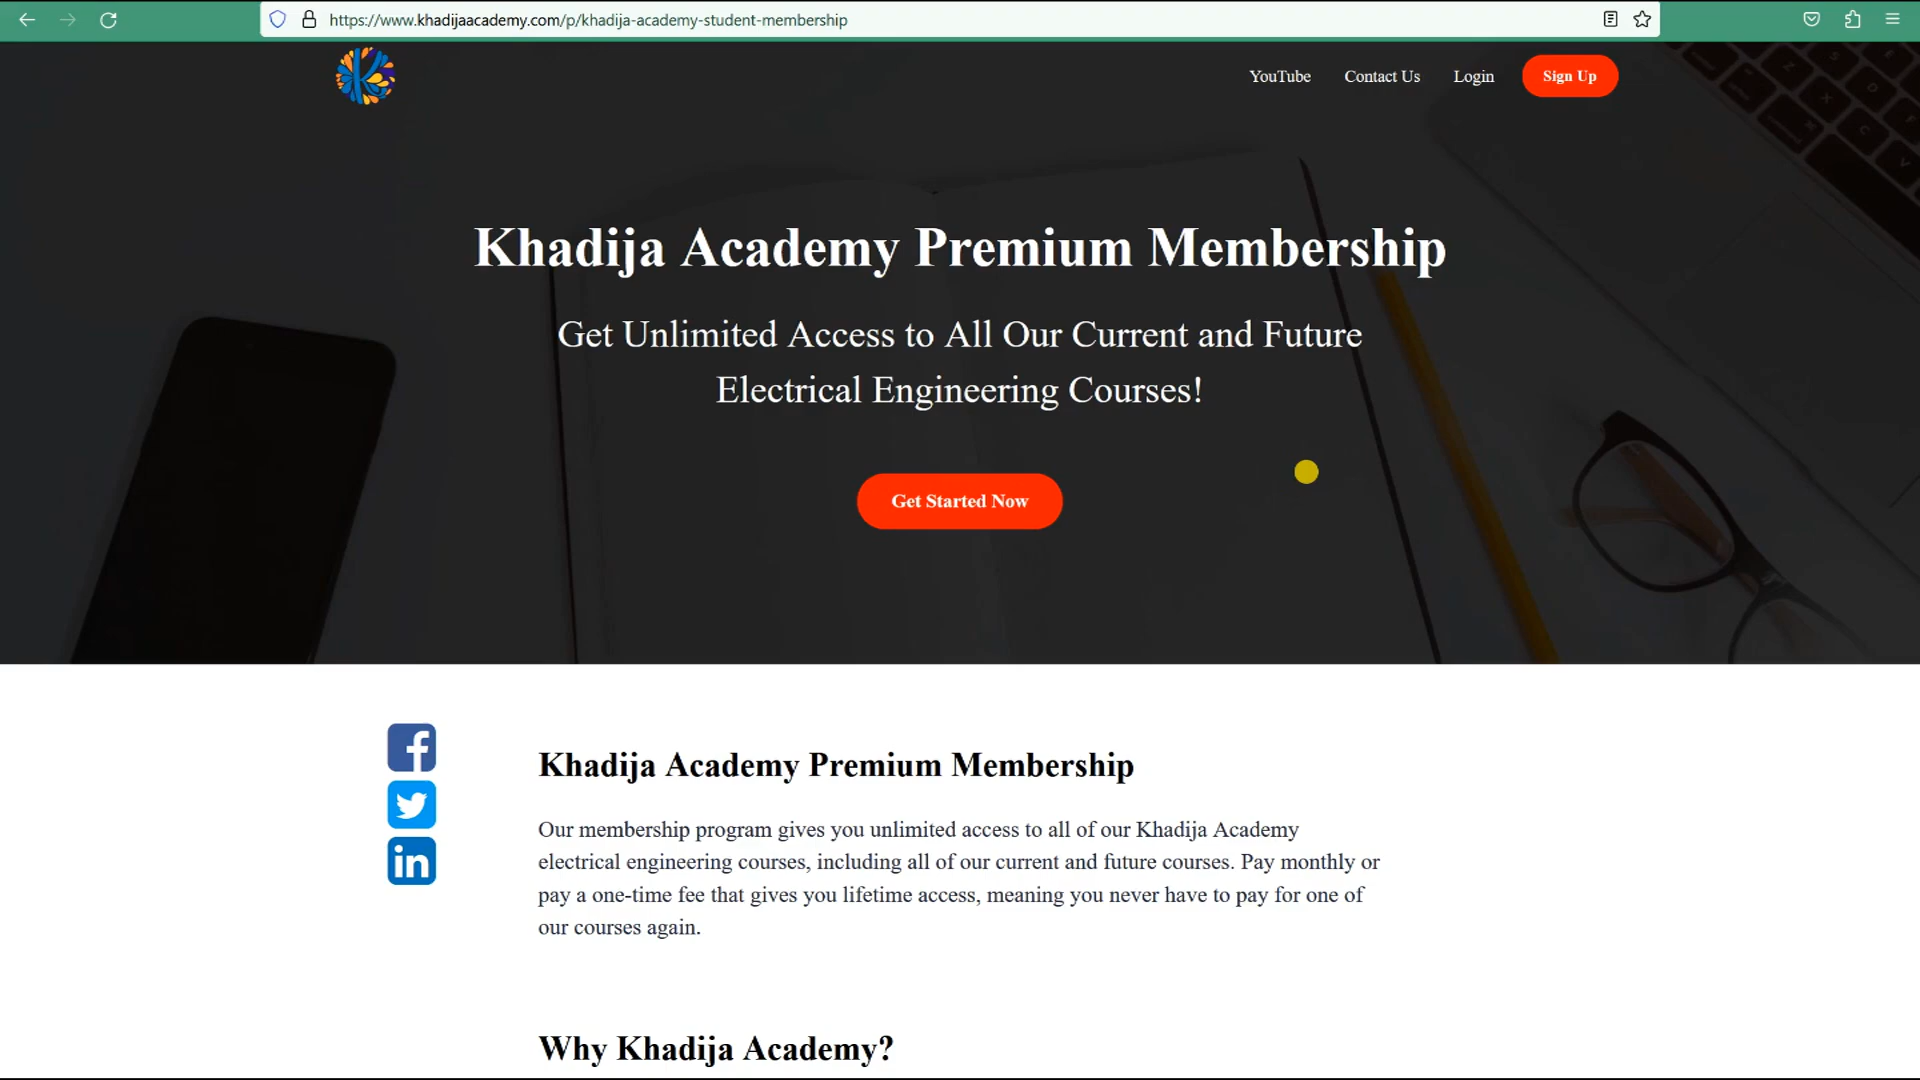 https://www.khadijaacademy.com/p/khadija-academy-student-membership
YouTube
Contact Us
Login
Sign Up
Khadija Academy Premium Membership
Get Unlimited Access to All Our Current and Future
Electrical Engineering Courses!
Get Started Now
Khadija Academy Premium Membership
Our membership program gives you unlimited access to all of our Khadija Academy
electrical engineering courses, including all of our current and future courses. Pay monthly or
pay a one-time fee that gives you lifetime access, meaning you never have to pay for one of
our courses again.
Why Khadija Academy?